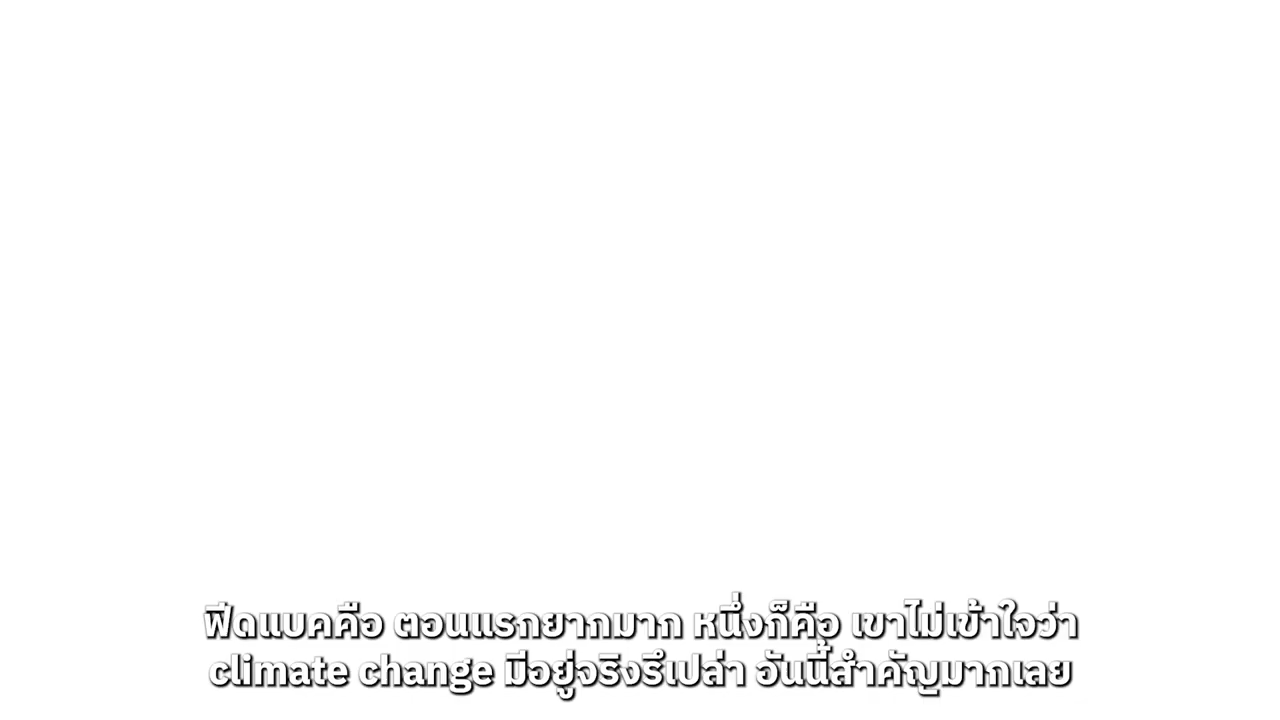 ฟีดแบคคือ ตอนแรกยากมาก หนึ่งก็คือ เขาไม่เข้าใจว่า
climate change มีอยู่จริงรึเปล่า อันนี้สำคัญมากเลย